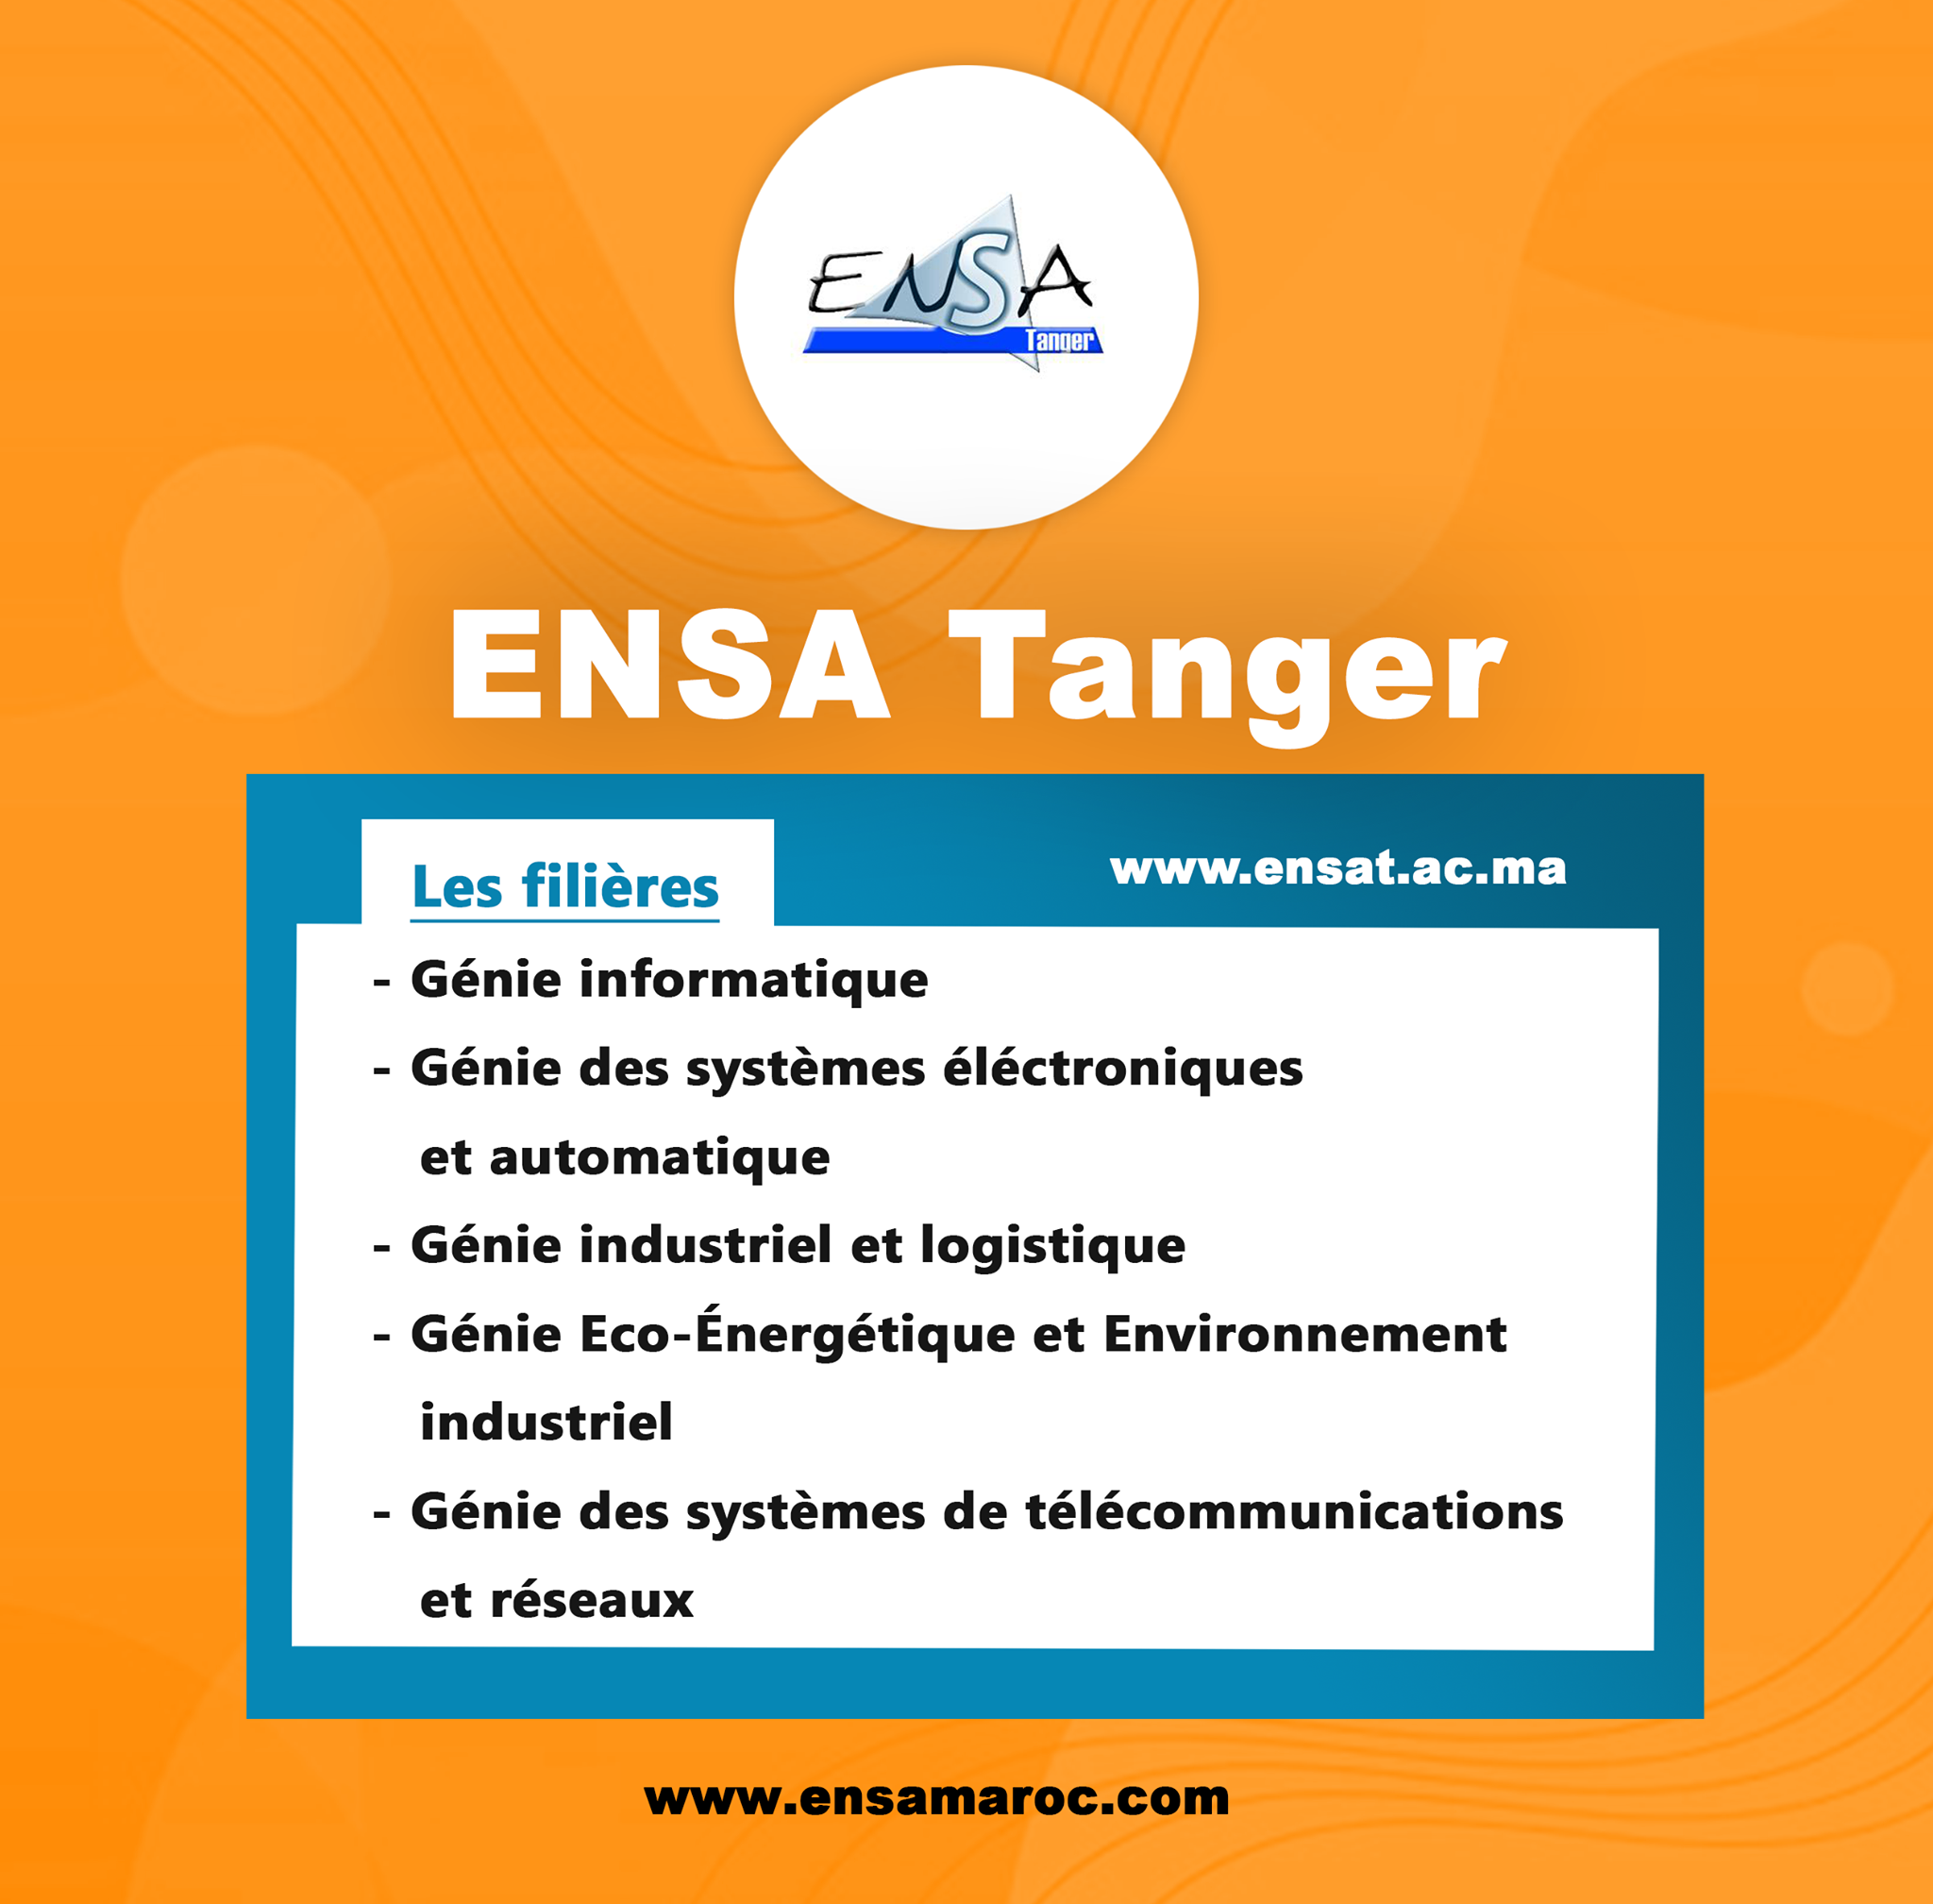 ENSA
Tanger
ENSA Tanger
Les filières
www.ensat.ac.ma
- Génie informatique
- Génie des systèmes éléctroniques
et automatique
- Génie industriel et logistique
- Génie Eco-Énergétique et Environnement
industriel
- Génie des systèmes de télécommunications
et réseaux
www.ensamaroc.com